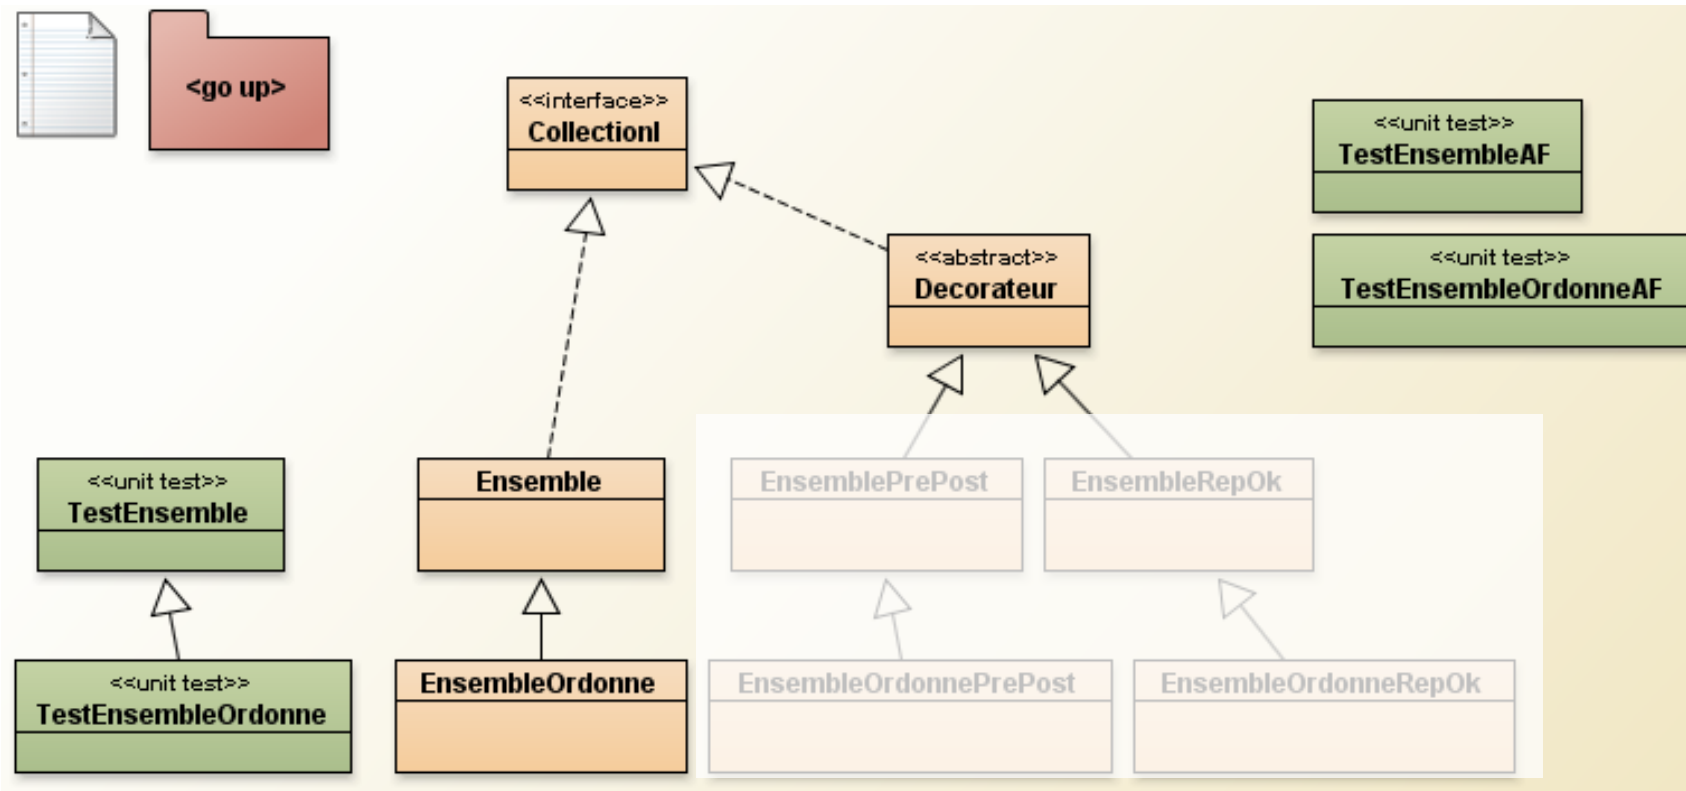 <go up>
<<interface>>
CollectionI
<<unit test>>
TestEnsembleAF
<<abstract>>
Decorateur
<<unit test>>
TestEnsembleOrdonneAF
<<unit test>>
TestEnsemble
Ensemble
EnsemblePrePost
EnsembleRepOk
<<unit test>>
TestEnsembleOrdonne
EnsembleOrdonne
EnsembleOrdonnePrePost
EnsembleOrdonneRepOk